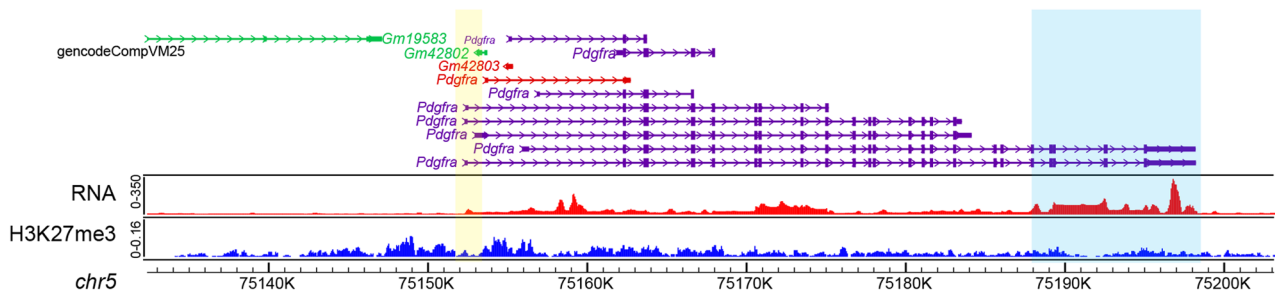 Gm19583 Pdgfra
gencodeCompVM25 Gm42802 Pdgfra
Gm42803
Pdgfra
Pdgfra
Pdgfra
Pdgfra
Pdgfra
Pdgfra
Pdgfra
RNA 0-350
H3K27me3 0-0.16
chr5 75140K 75150K 75160K 75170K 75180K 75190K 75200K